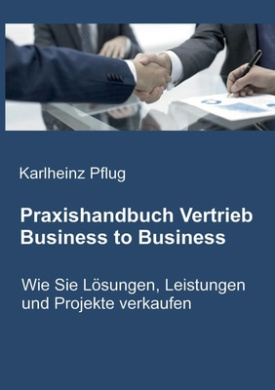 Karlheinz Pflug
Praxishandbuch Vertrieb
Business to Business
Wie Sie Lösungen, Leistungen
und Projekte verkaufen